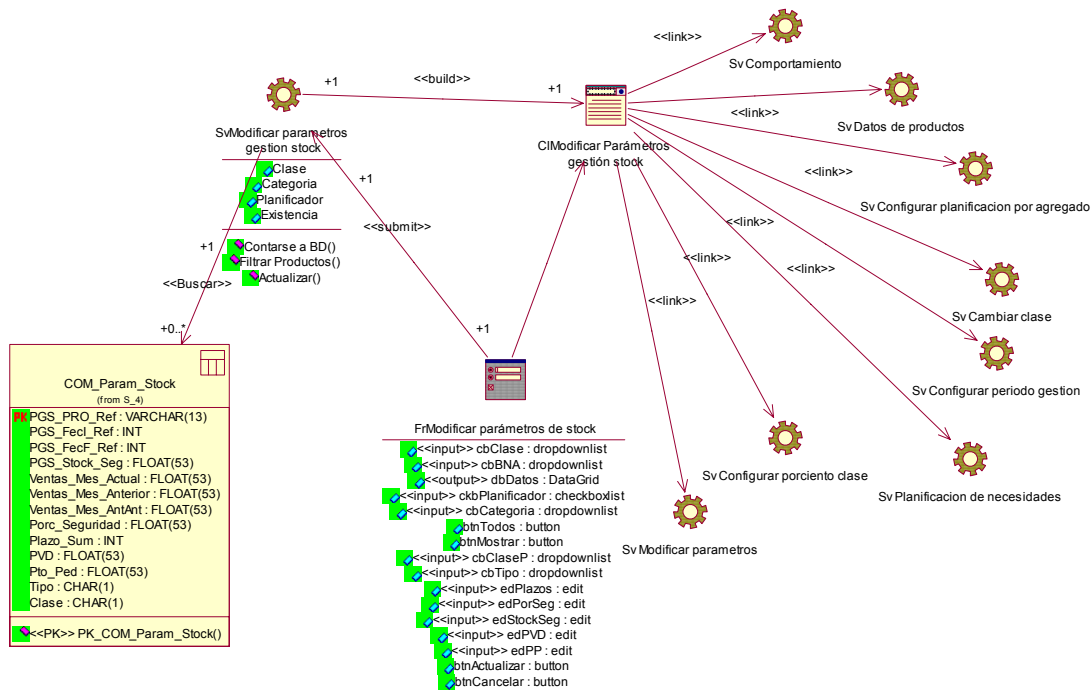 <<link>>
Sv Comportamiento
+1
<<build>>
+1
<<link>>
Sv Datos de productos
SvModificar parametros
gestion stock
Clase
Categoria
Planificador
Existencia
Contarse a BD()
Filtrar Productos()
Actualizar()
ClModificar Parámetros
gestión stock
<<link>>
Sv Configurar planificacion por agregado
+1
<<submit>>
<<link>>
Sv Cambiar clase
+1
<<Buscar>>
+0..*
<<link>>
<<link>>
<<link>>
Sv Configurar periodo gestion
+1
COM_Param_Stock
(from S_4)
PK PGS_PRO_Ref : VARCHAR(13)
PGS_FecI_Ref : INT
PGS_FecF_Ref : INT
PGS_Stock_Seg : FLOAT(53)
Ventas_Mes_Actual : FLOAT(53)
Ventas_Mes_Anterior : FLOAT(53)
Ventas_Mes_AntAnt : FLOAT(53)
Porc_Seguridad : FLOAT(53)
Plazo_Sum : INT
PVD : FLOAT(53)
Pto_Ped : FLOAT(53)
Tipo : CHAR(1)
Clase : CHAR(1)
<<PK>> PK_COM_Param_Stock()
FrModificar parámtros de stock
<<input>> cbClase : dropdownlist
<<input>> cbBNA : dropdownlist
<<output>> dbDatos : DataGrid
<<input>> ckbPlanificador : checkboxlist
<<input>> cbCategoria : dropdownlist
btnTodos : button
btnMostrar : button
<<input>> cbClaseP : dropdownlist
<<input>> cbTipo : dropdownlist
<<input>> edPlazos : edit
<<input>> edPorSeg : edit
<<input>> edStockSeg : edit
<<input>> edPVD : edit
<<input>> edPP : edit
btnActualizar : button
btnCancelar : button
Sv Configurar porciento clase
Sv Planificacion de necesidades
Sv Modificar parametros